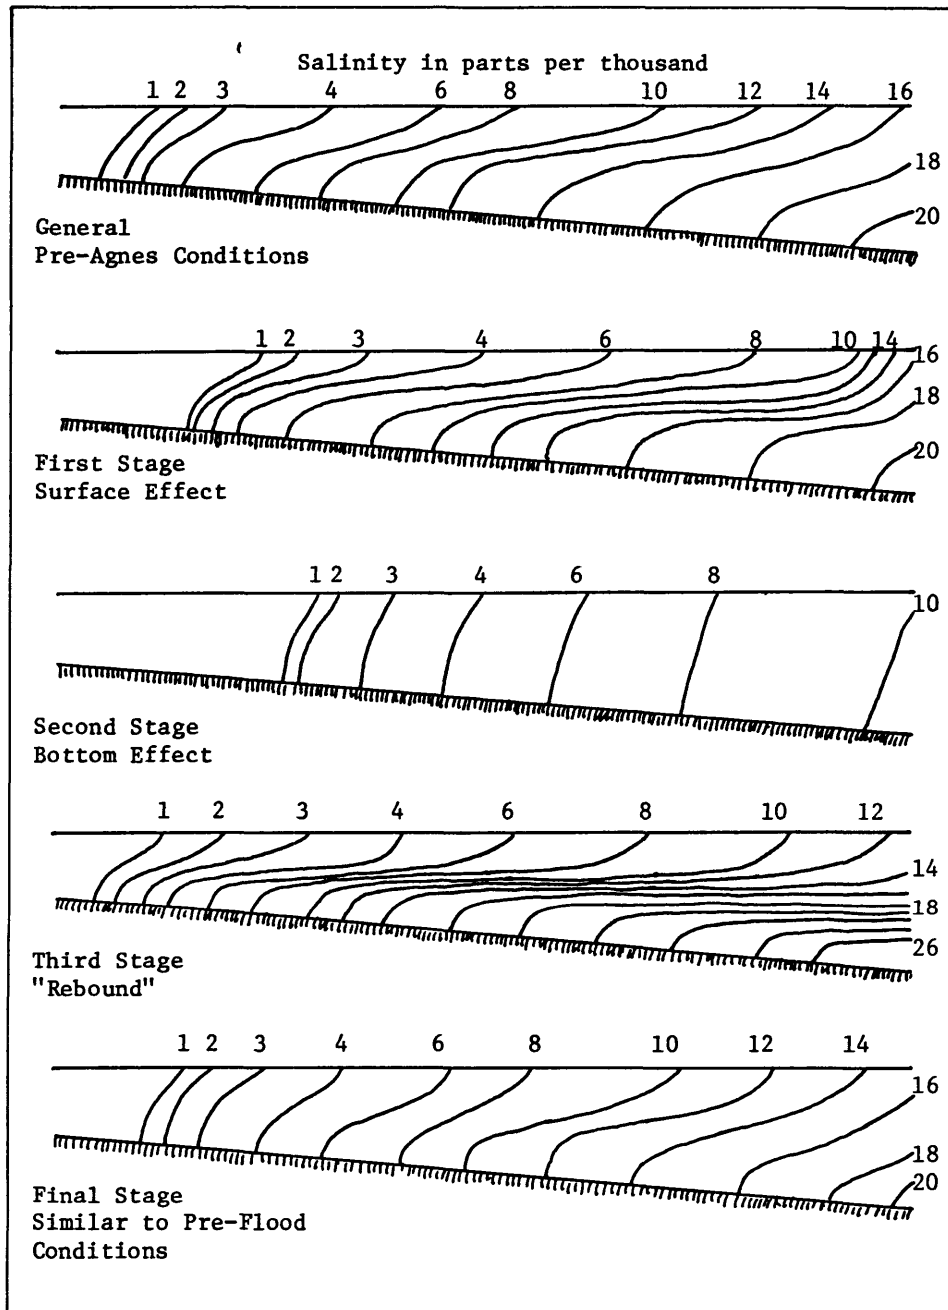 Salinity in parts per thousand
1 2 3 4 6 8 10 12 14 16
18
20
General
Pre-Agnes Conditions
1 2 3 4 6 8 10 14
16
18
20
First Stage
Surface Effect
1 2 3 4 6 8
10
Second Stage
Bottom Effect
1 2 3 4 6 8 10 12
14
18
26
Third Stage
"Rebound"
1 2 3 4 6 8 10 12 14
16
18
20
Final Stage
Similar to Pre-Flood
Conditions